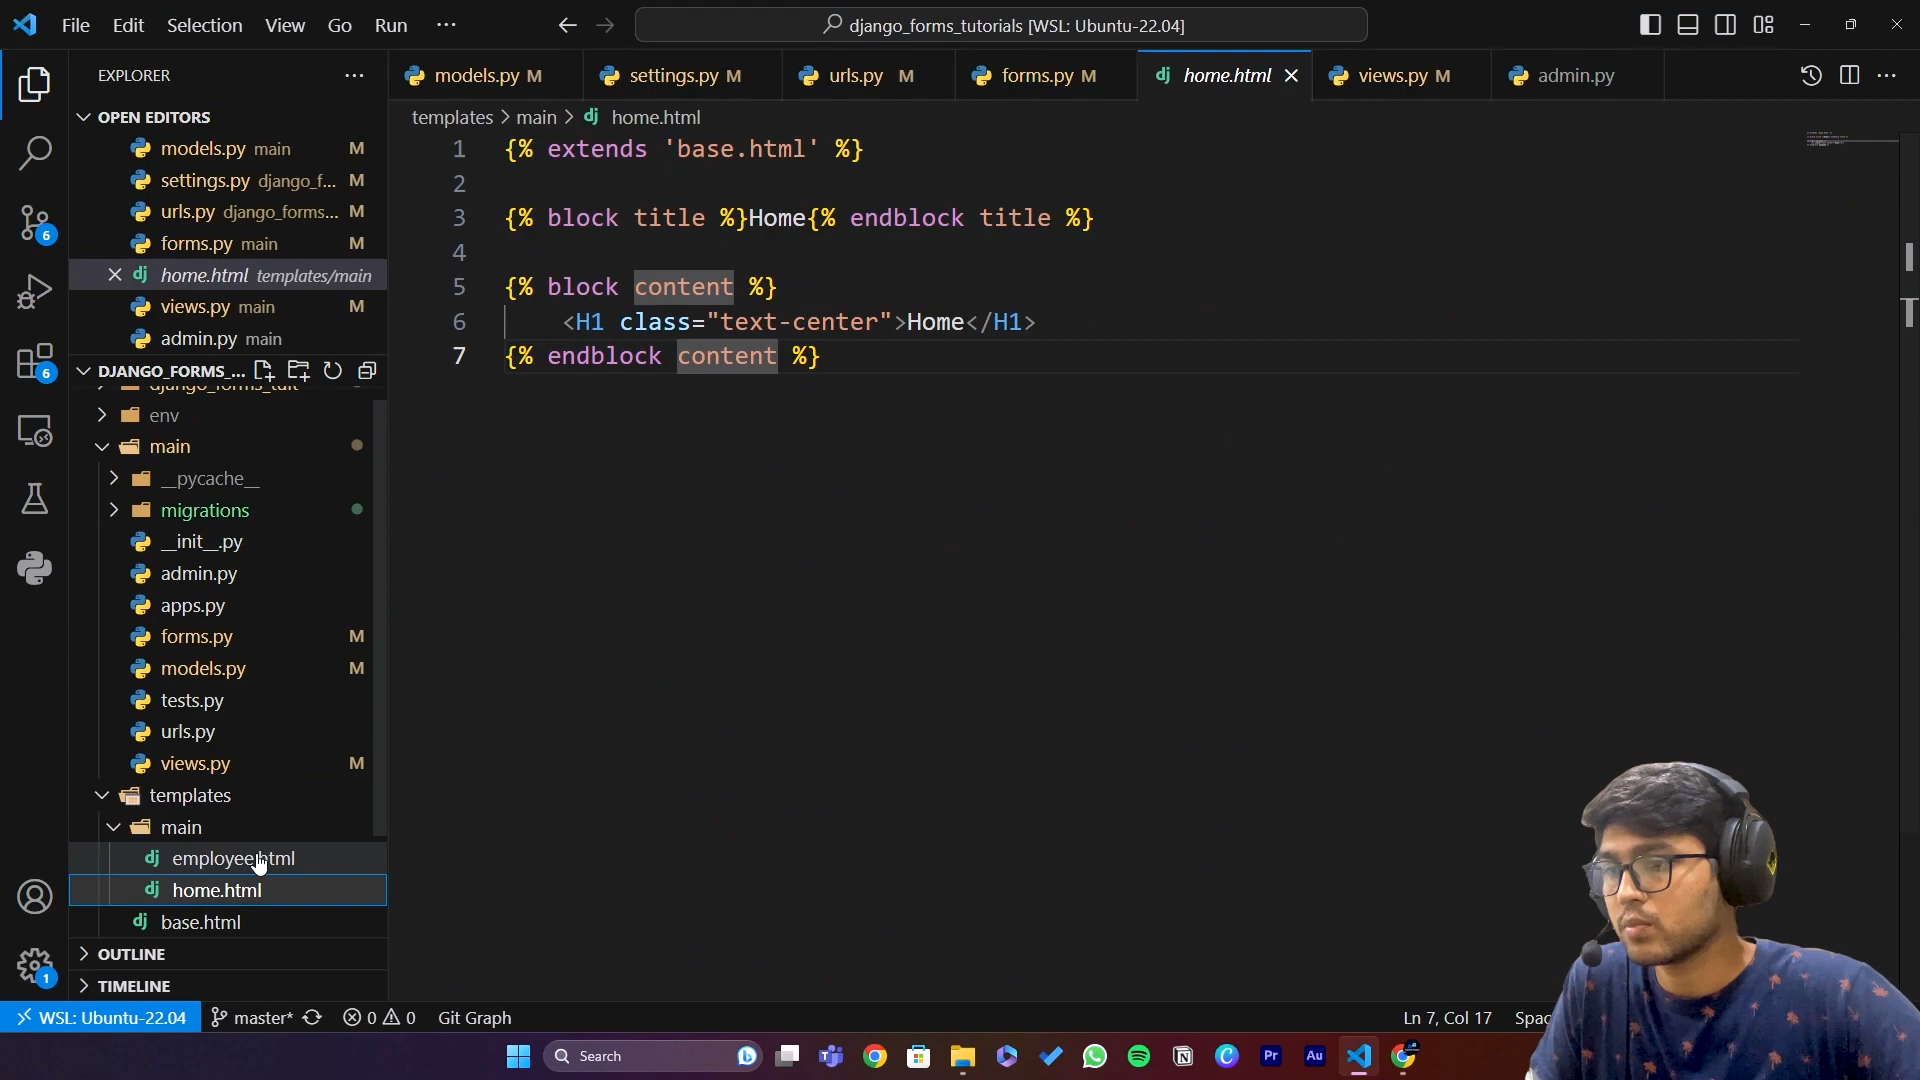 File Edit Selection View Go Run ···
django_forms_tutorials [WSL: Ubuntu-22.04]
EXPLORER
models.py M
settings.py M
urls.py M
forms.py M
home.html
views.py M
admin.py
OPEN EDITORS
models.py main M
settings.py django_f... M
urls.py django_forms... M
forms.py main M
home.html templates/main
views.py main M
admin.py main
DJANGO_FORMS_...
env
main
__pycache__
migrations
__init__.py
admin.py
apps.py
forms.py M
models.py M
tests.py
urls.py
views.py M
templates
main
employee.html
home.html
base.html
OUTLINE
TIMELINE
6
6
1
templates > main > home.html
1 {% extends 'base.html' %}
2
3 {% block title %}Home{% endblock title %}
4
5 {% block content %}
6 <H1 class="text-center">Home</H1>
7 {% endblock content %}
WSL: Ubuntu-22.04 master* 0 0 Git Graph
Ln 7, Col 17
Search
Pr
Au